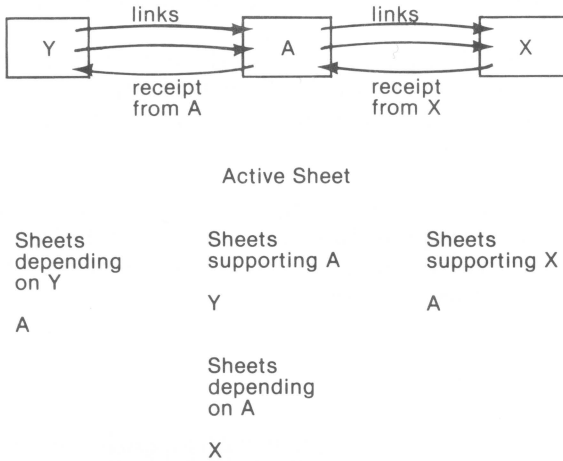 links
links
Y
A
X
receipt
from A
receipt
from X
Active Sheet
Sheets
depending
on Y
A
Sheets
supporting A
Y
Sheets
depending
on A
X
Sheets
supporting X
A